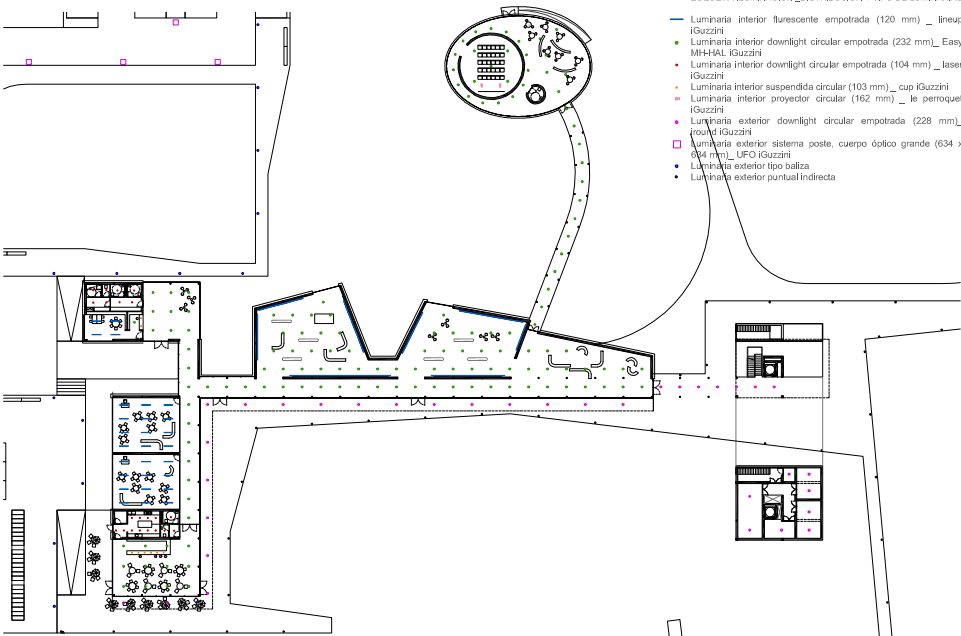 Luminaria interior flurescente empotrada (120 mm) _ lineup
iGuzzini
Luminaria interior downlight circular empotrada (232 mm)_ Easy
MH-HAL iGuzzini
Luminaria interior downlight circular empotrada (104 mm) _ laser
iGuzzini
Luminaria interior suspendida circular (103 mm) _ cup iGuzzini
Luminaria interior proyector circular (162 mm) _ le perroquet
iGuzzini
Luminaria exterior downlight circular empotrada (228 mm)_
iround iGuzzini
Luminaria exterior sistema poste, cuerpo óptico grande (634 x
634 mm)_ UFO iGuzzini
Luminaria exterior tipo baliza
Luminaria exterior puntual indirecta